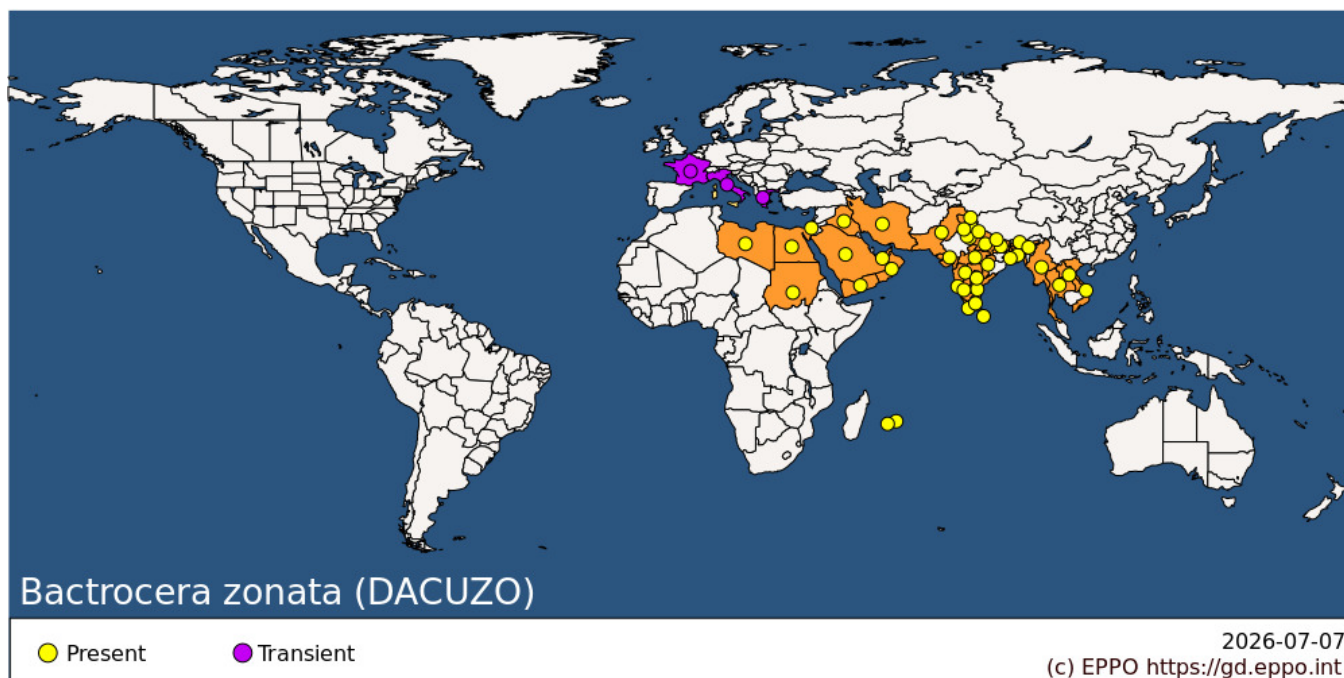 Bactrocera zonata (DACUZO)
Present
Transient
2026-07-07
(c) EPPO https://gd.eppo.int